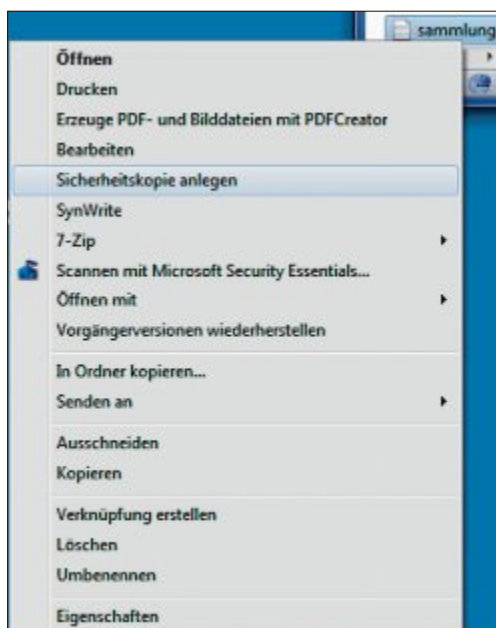 sammlung
Öffnen
Drucken
Erzeuge PDF- und Bilddateien mit PDFCreator
Bearbeiten
Sicherheitskopie anlegen
SynWrite
7-Zip
Scannen mit Microsoft Security Essentials...
Öffnen mit
Vorgängerversionen wiederherstellen
In Ordner kopieren...
Senden an
Ausschneiden
Kopieren
Verknüpfung erstellen
Löschen
Umbenennen
Eigenschaften